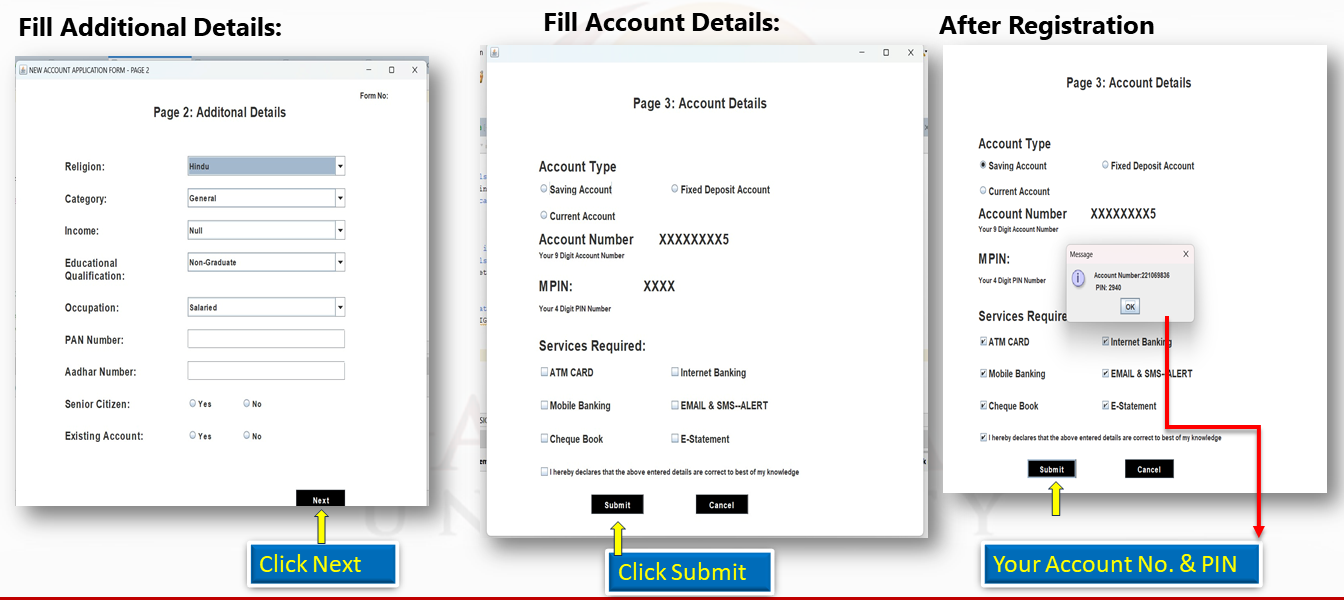 Fill Additional Details:
NEW ACCOUNT APPLICATION FORM - PAGE 2
Form No:
Page 2: Additonal Details
Religion: Hindu
Category: General
Income: Null
Educational
Qualification: Non-Graduate
Occupation: Salaried
PAN Number:
Aadhar Number:
Senior Citizen: Yes No
Existing Account: Yes No
Next
Click Next
Fill Account Details:
Page 3: Account Details
Account Type
Saving Account Fixed Deposit Account
Current Account
Account Number XXXXXXXX5
Your 9 Digit Account Number
MPIN: XXXX
Your 4 Digit PIN Number
Services Required:
ATM CARD Internet Banking
Mobile Banking EMAIL & SMS--ALERT
Cheque Book E-Statement
I hereby declares that the above entered details are correct to best of my knowledge
Submit Cancel
Click Submit
After Registration
Page 3: Account Details
Account Type
Saving Account Fixed Deposit Account
Current Account
Account Number XXXXXXXX5
Your 9 Digit Account Number
MPIN:
Your 4 Digit PIN Number
Message X
Account Number:221069836
PIN: 2940
OK
Services Require
ATM CARD Internet Banking
Mobile Banking EMAIL & SMS--ALERT
Cheque Book E-Statement
I hereby declares that the above entered details are correct to best of my knowledge
Submit Cancel
Your Account No. & PIN